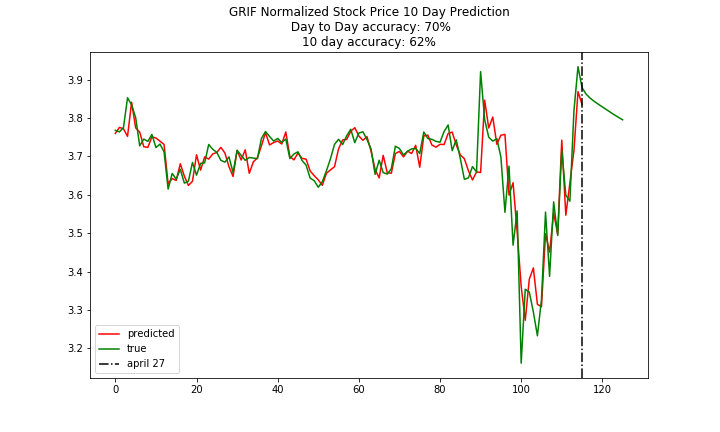 GRIF Normalized Stock Price 10 Day Prediction
Day to Day accuracy: 70%
10 day accuracy: 62%
3.9
3.8
3.7
3.6
3.5
3.4
3.3
3.2
predicted
true
april 27
0
20
40
60
80
100
120